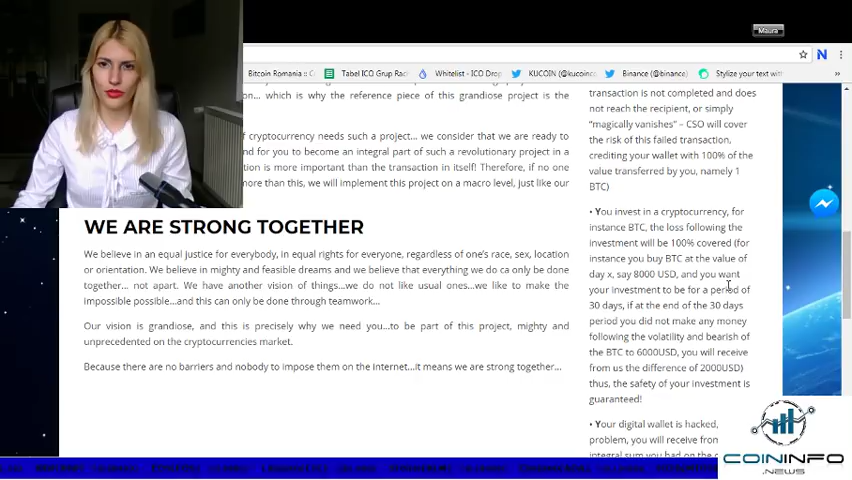 Maura
Bitcoin Romania ::
Tabel ICO Grup Rac
Whitelist — ICO Drop
KUCOIN (@kucoinc
Binance (@binance)
Stylize your text wit
on... which is why the reference piece of this grandiose project is the
of cryptocurrency needs such a project... we consider that we are ready to
nd for you to become an integral part of such a revolutionary project in a
tion is more important than the transaction in itself! Therefore, if no one
more than this, we will implement this project on a macro level, just like our
WE ARE STRONG TOGETHER
We believe in an equal justice for everybody, in equal rights for everyone, regardless of one's race, sex, location
or orientation. We believe in mighty and feasible dreams and we believe that everything we do ca only be done
together... not apart. We have another vision of things...we do not like usual ones...we like to make the
impossible possible...and this can only be done through teamwork...
Our vision is grandiose, and this is precisely why we need you...to be part of this project, mighty and
unprecedented on the cryptocurrencies market.
Because there are no barriers and nobody to impose them on the internet...it means we are strong together...
transaction is not completed and does
not reach the recipient, or simply
"magically vanishes" – CSO will cover
the risk of this failed transaction,
crediting your wallet with 100% of the
value transferred by you, namely 1
BTC)
• You invest in a cryptocurrency, for
instance BTC, the loss following the
investment will be 100% covered (for
instance you buy BTC at the value of
day x, say 8000 USD, and you want
your investment to be for a period of
30 days, if at the end of the 30 days
period you did not make any money
following the volatility and bearish of
the BTC to 6000USD, you will receive
from us the difference of 2000USD)
thus, the safety of your investment is
guaranteed!
• Your digital wallet is hacked,
problem, you will receive from
integral sum you had on the
COININFO
.NEWS